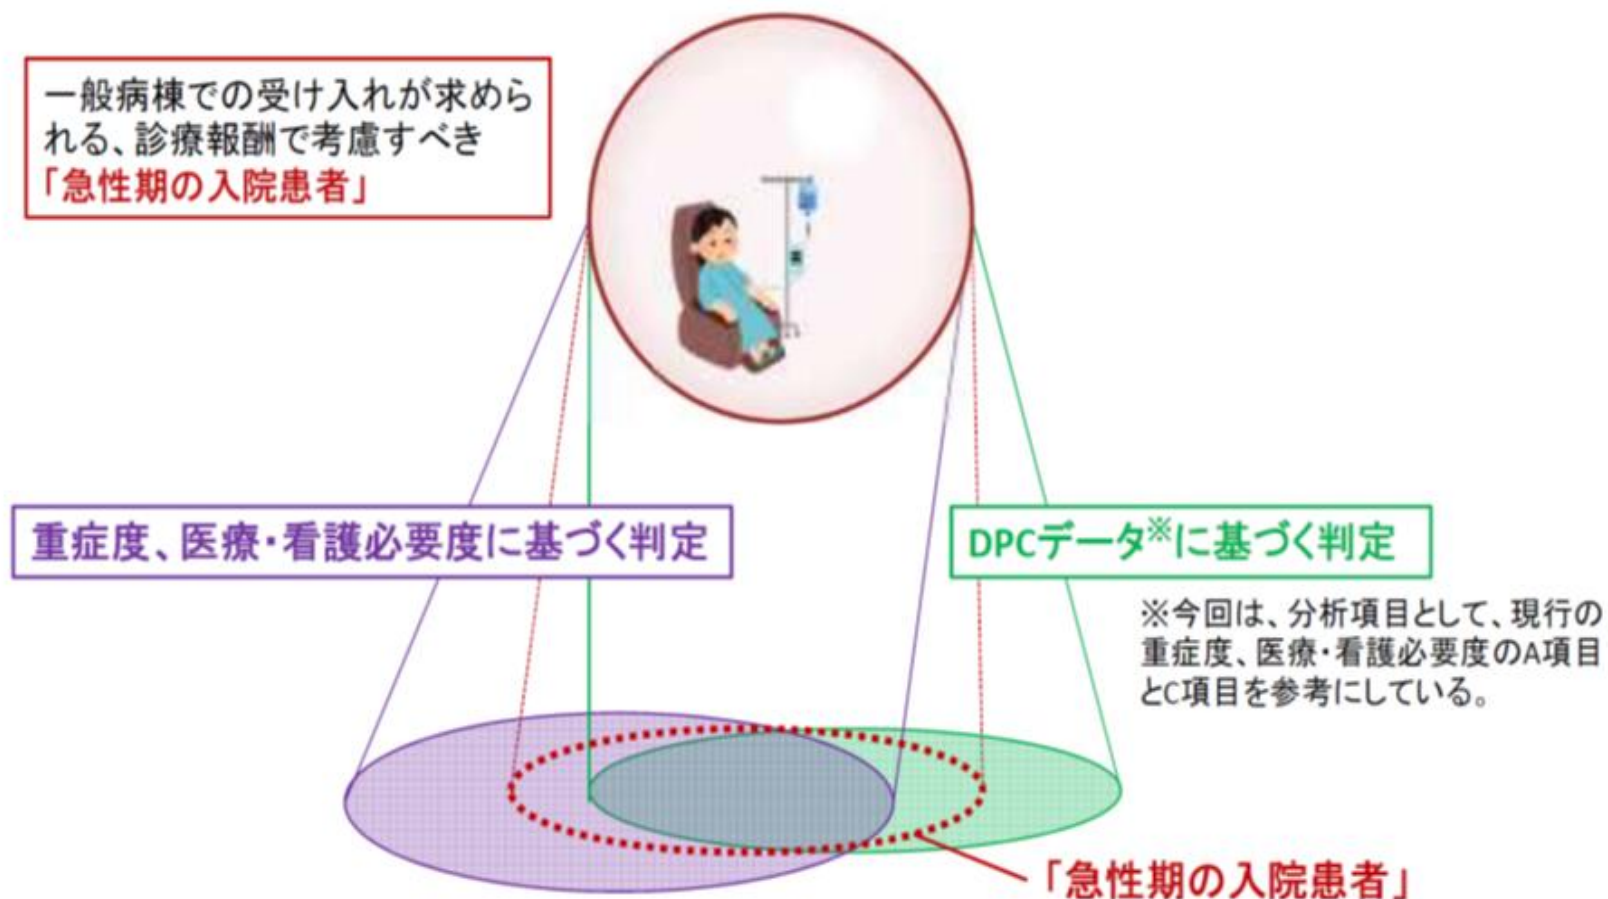 一般病棟での受け入れが求めら
れる、診療報酬で考慮すべき
「急性期の入院患者」
重症度、医療・看護必要度に基づく判定
DPCデータ※に基づく判定
※今回は、分析項目として、現行の
重症度、医療・看護必要度のA項目
とC項目を参考にしている。
「急性期の入院患者」